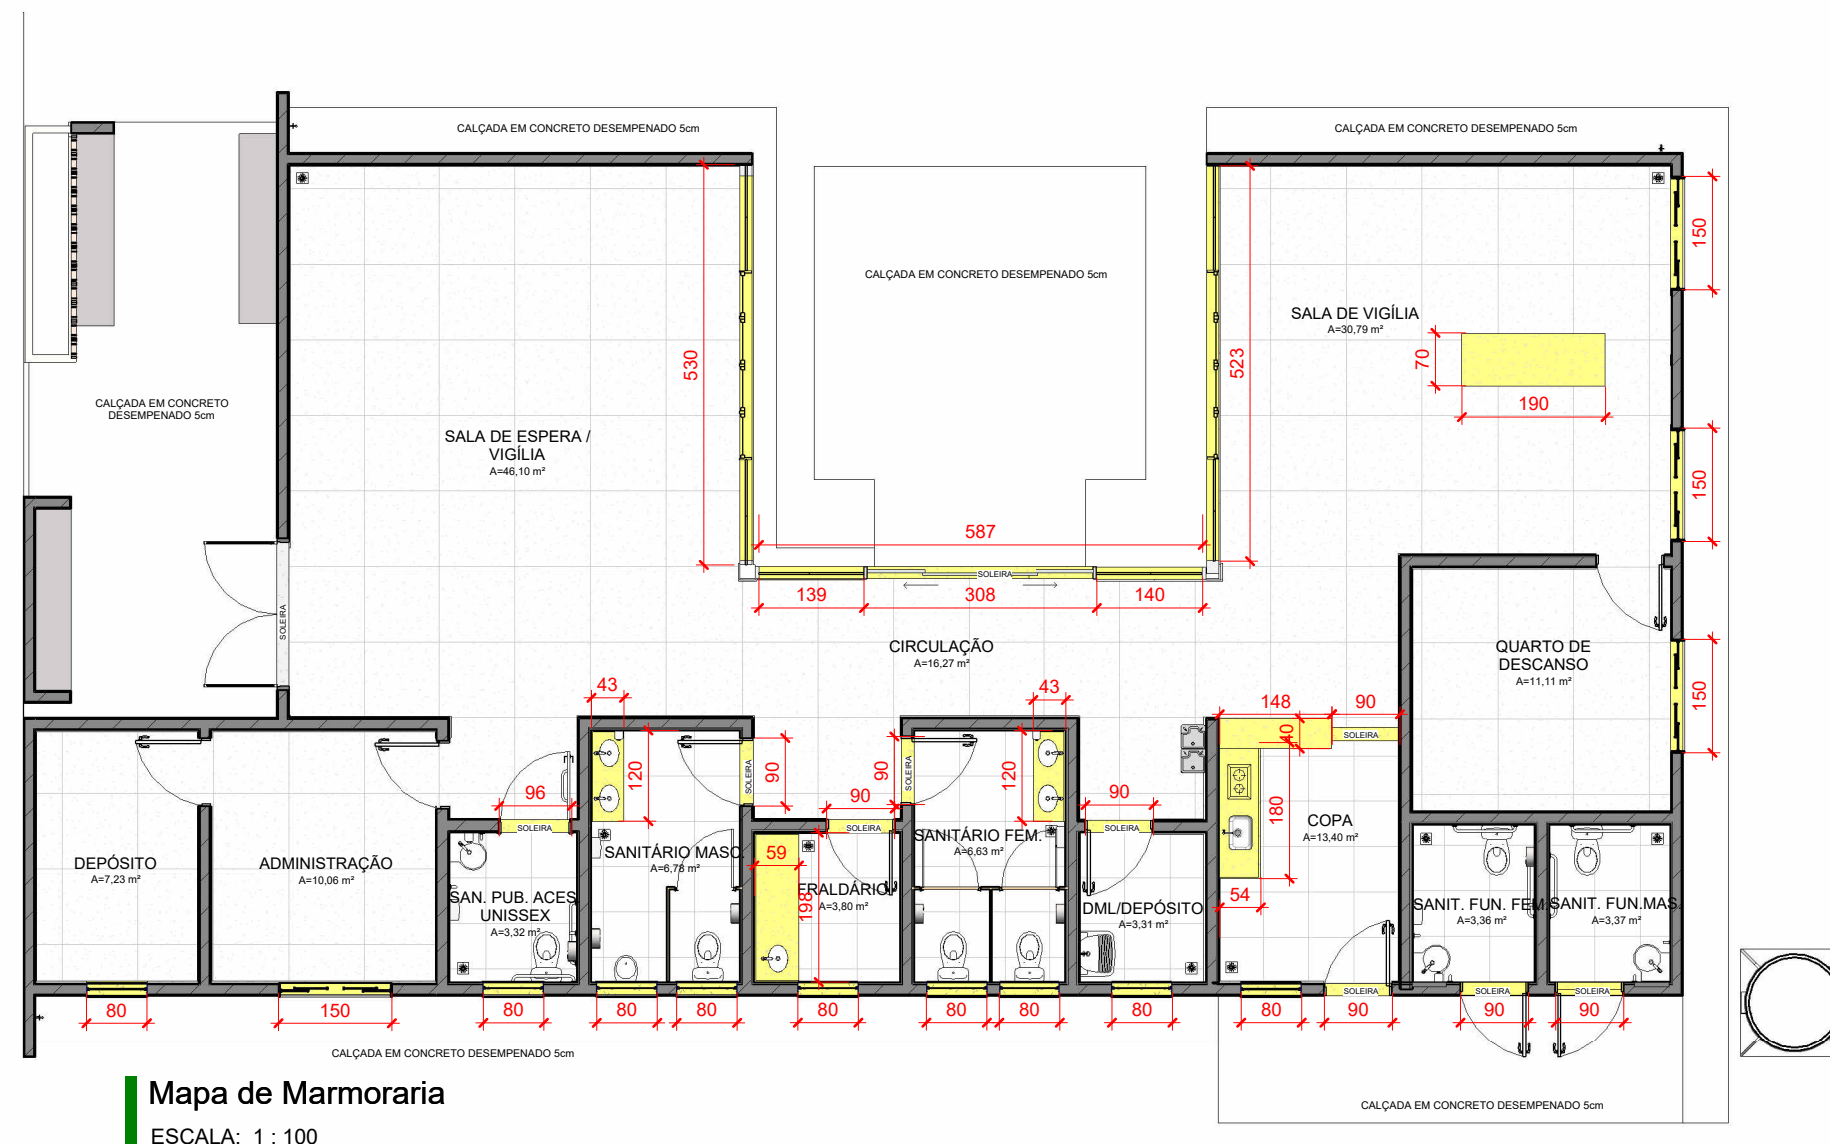 CALÇADA EM CONCRETO DESEMPENADO 5cm
CALÇADA EM CONCRETO DESEMPENADO 5cm
CALÇADA EM CONCRETO DESEMPENADO 5cm
530
523
150
SALA DE VIGÍLIA
A=30,79 m²
70
190
CALÇADA EM CONCRETO
DESEMPENADO 5cm
SALA DE ESPERA /
VIGÍLIA
A=46,10 m²
150
587
SOLEIRA
139
308
140
SOLEIRA
CIRCULAÇÃO
A=16,27 m²
QUARTO DE
DESCANSO
A=11,11 m²
150
43
43
148
90
40
SOLEIRA
120
SOLEIRA
90
90
SOLEIRA
120
96
90
90
180
SOLEIRA
SOLEIRA
SOLEIRA
COPA
A=13,40 m²
DEPÓSITO
A=7,23 m²
ADMINISTRAÇÃO
A=10,06 m²
SANITÁRIO MASC.
A=6,78 m²
59
SANITÁRIO FEM.
A=6,63 m²
SAN. PUB. ACES
UNISSEX
A=3,32 m²
FRALDÁRIO
A=3,80 m²
198
DML/DEPÓSITO
A=3,31 m²
54
SANIT. FUN. FEM.
A=3,36 m²
SANIT. FUN.MAS.
A=3,37 m²
SOLEIRA
SOLEIRA
SOLEIRA
80
150
80
80
80
80
80
80
80
80
90
90
90
CALÇADA EM CONCRETO DESEMPENADO 5cm
CALÇADA EM CONCRETO DESEMPENADO 5cm
Mapa de Marmoraria
ESCALA: 1 : 100